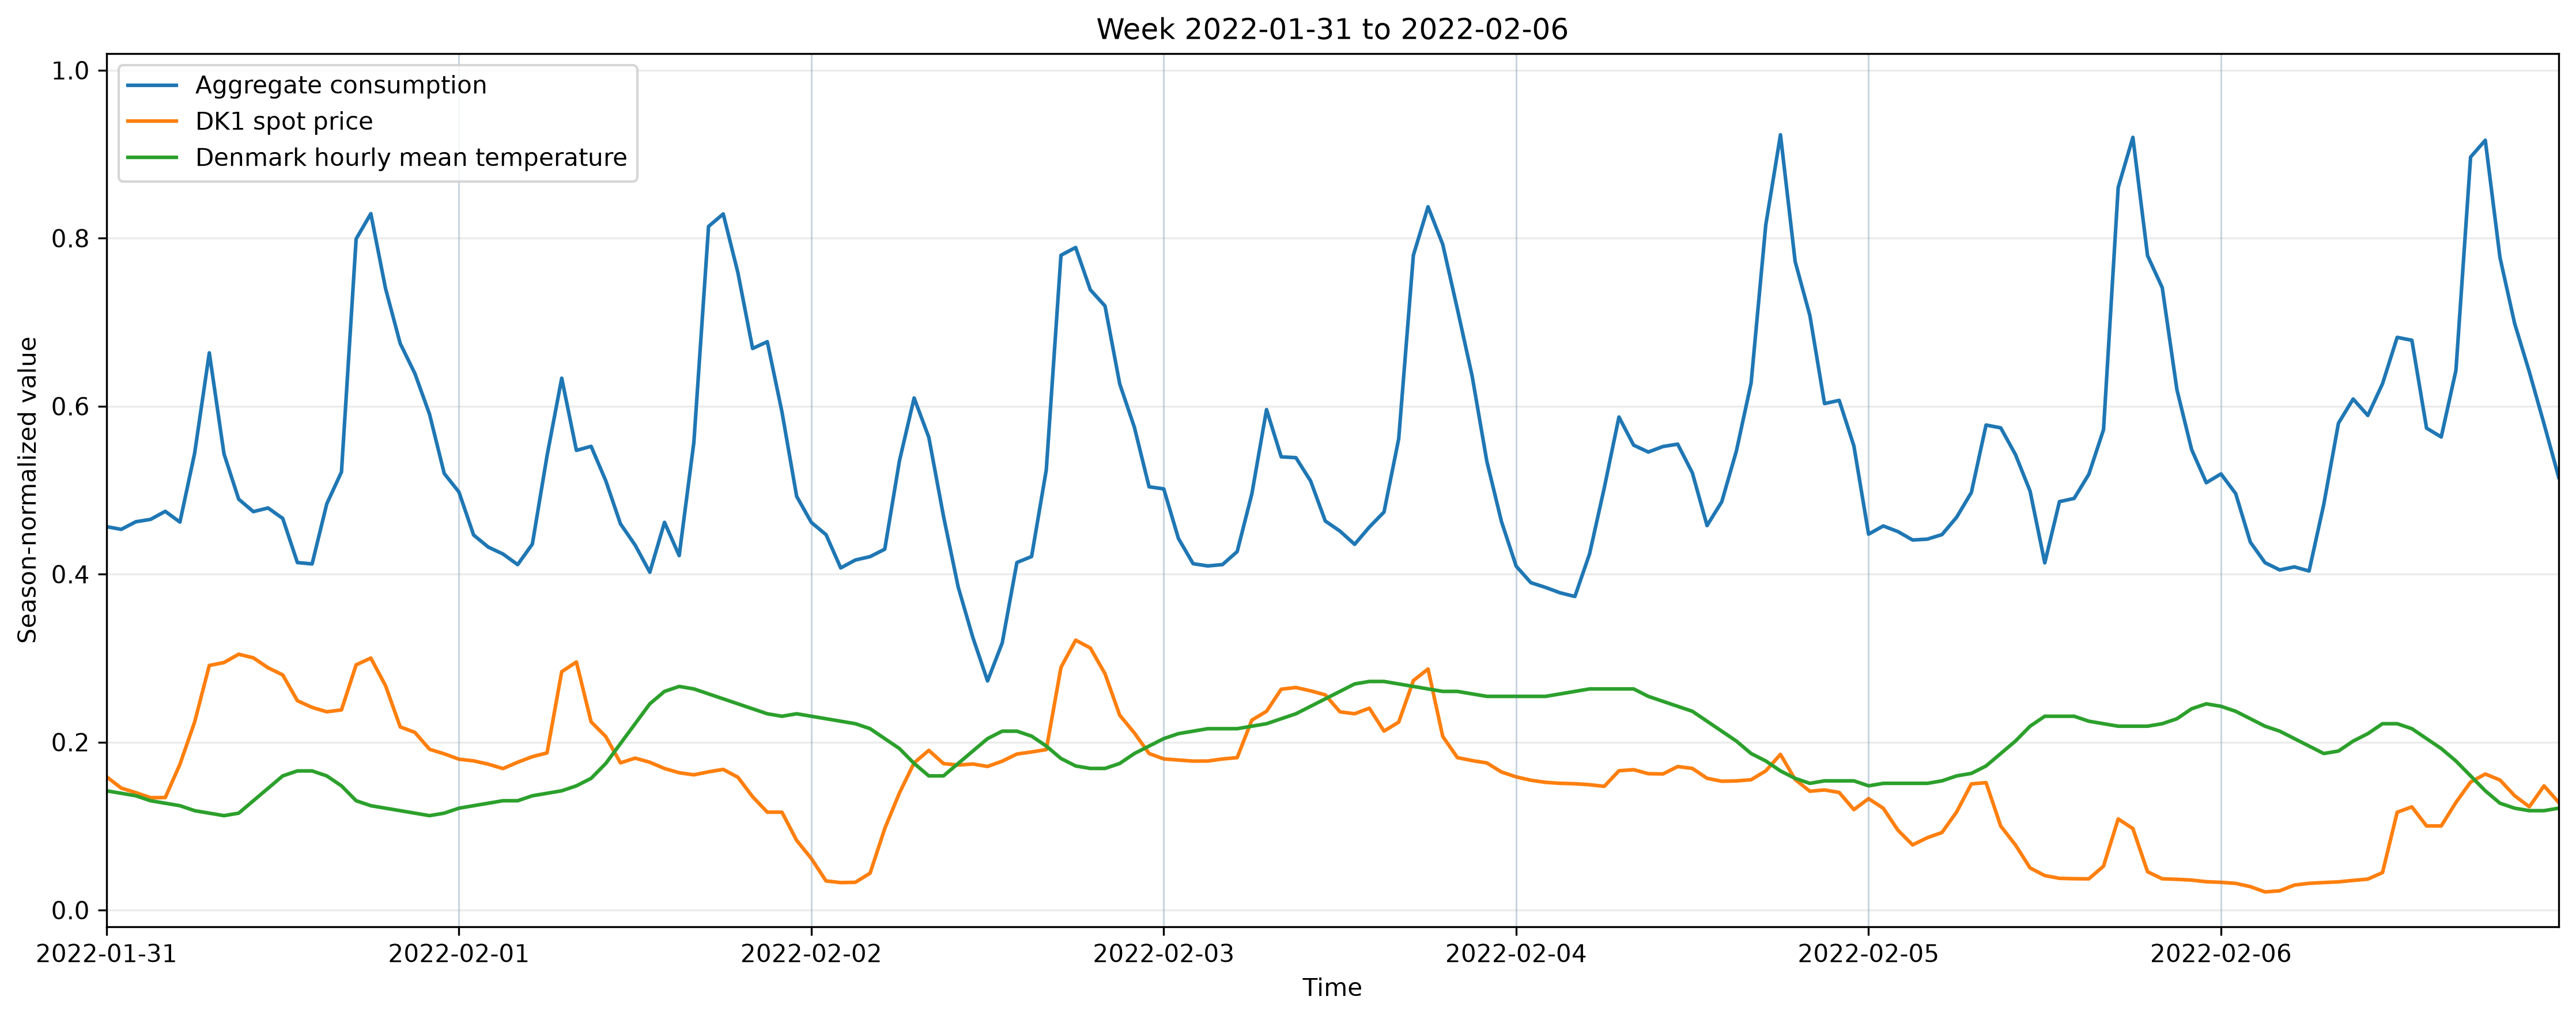 Week 2022-01-31 to 2022-02-06
Aggregate consumption
DK1 spot price
Denmark hourly mean temperature
Season-normalized value
1.0
0.8
0.6
0.4
0.2
0.0
2022-01-31 2022-02-01 2022-02-02 2022-02-03 2022-02-04 2022-02-05 2022-02-06
Time